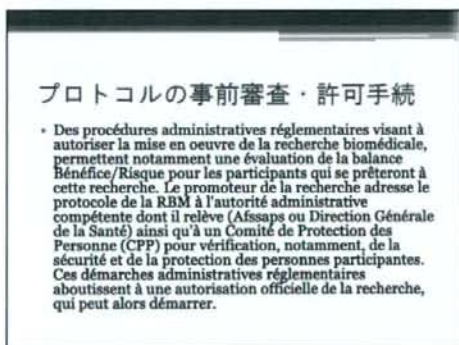 プロトコルの事前審査・許可手続
• Des procédures administratives réglementaires visant à
autoriser la mise en oeuvre de la recherche biomédicale,
permettent notamment une évaluation de la balance
Bénéfice/Risque pour les participants qui se prêteront à
cette recherche. Le promoteur de la recherche adresse le
protocole de la RBM à l'autorité administrative
compétente dont il relève (Afssaps ou Direction Générale
de la Santé) ainsi qu'à un Comité de Protection des
Personne (CPP) pour vérification, notamment, de la
sécurité et de la protection des personnes participantes.
Ces démarches administratives réglementaires
aboutissent à une autorisation officielle de la recherche,
qui peut alors démarrer.